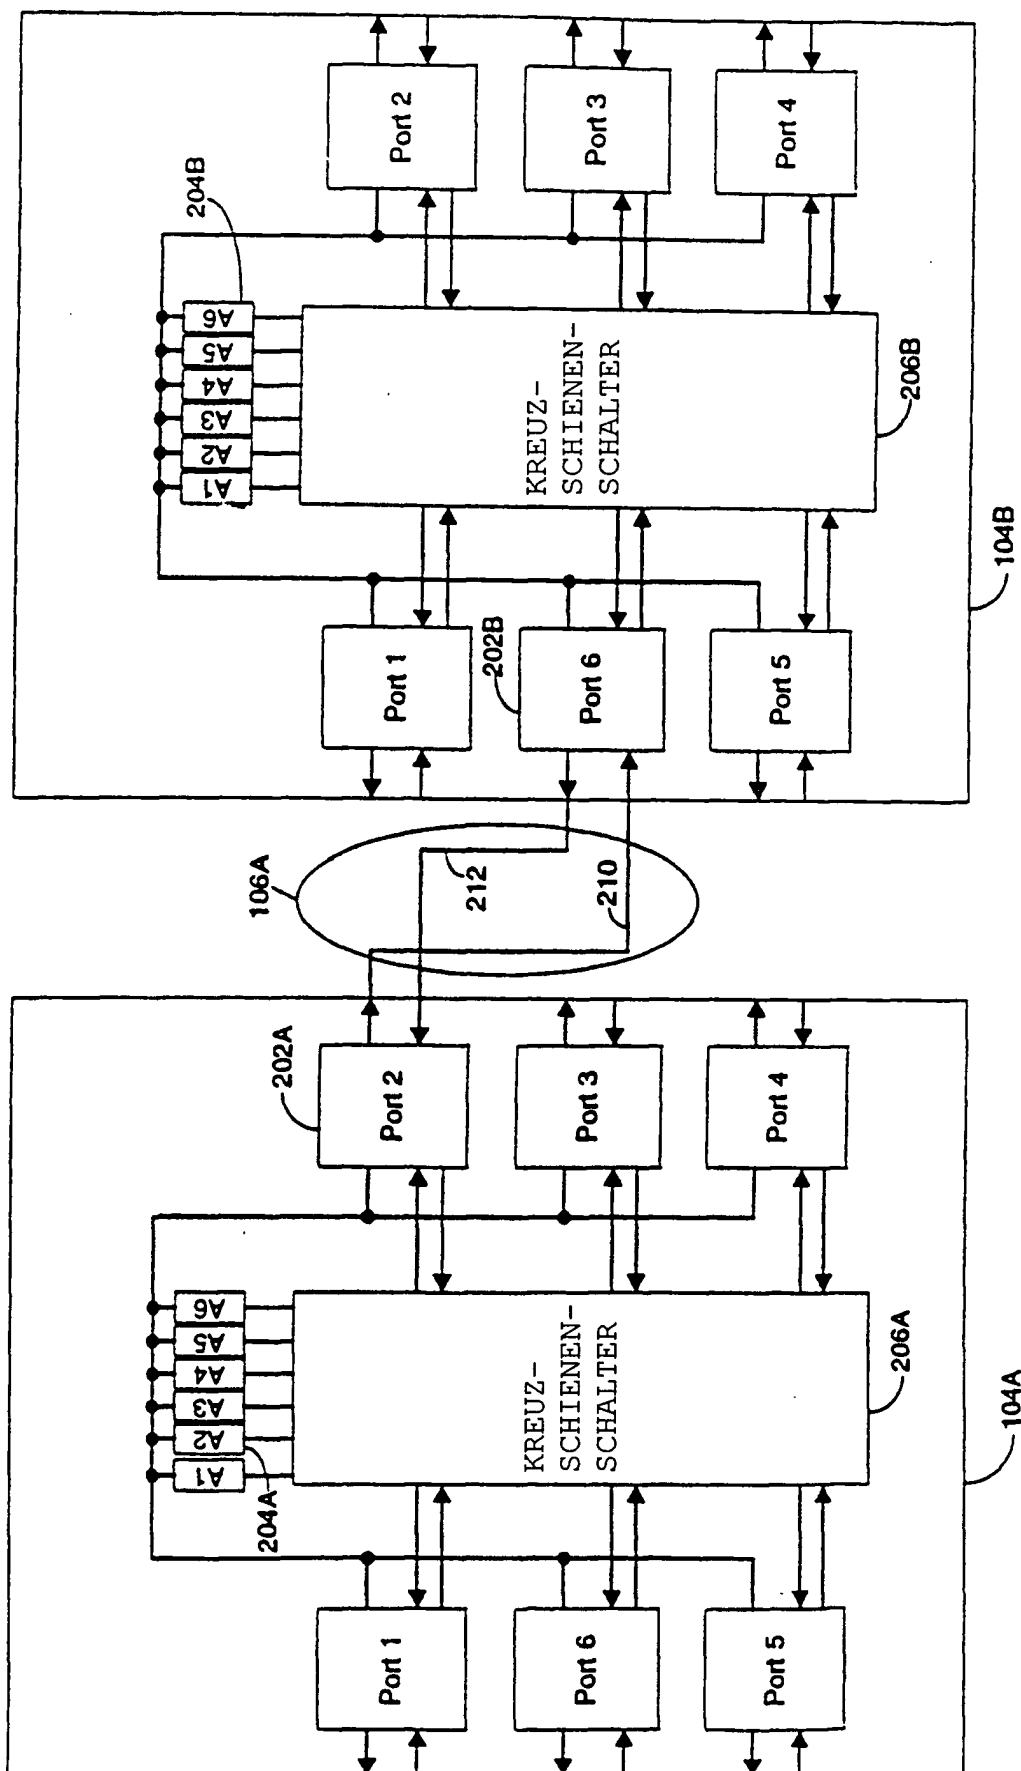 204B
Port 2
Port 3
Port 4
A1
A2
A3
A4
A5
A6
KREUZ-
SCHIENEN-
SCHALTER
206B
Port 1
Port 6
Port 5
202B
104B
106A
212
210
202A
Port 2
Port 3
Port 4
A1
A2
A3
A4
A5
A6
204A
KREUZ-
SCHIENEN-
SCHALTER
206A
Port 1
Port 6
Port 5
104A